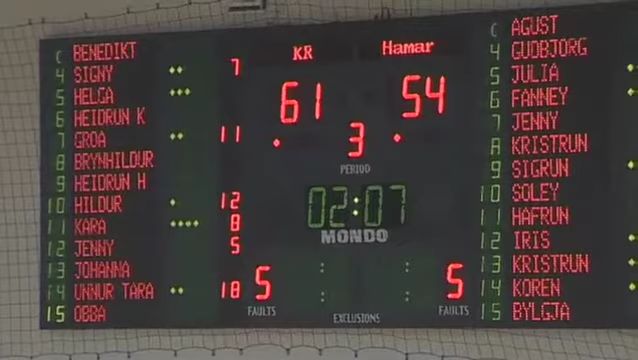 C BENEDIKT
4 SIGNY 7
5 HELGA
6 HEIDRUN K
7 GROA 11
8 BRYNHILDUR
9 HEIDRUN H
10 HILDUR 12
11 KARA 8
12 JENNY 5
13 JOHANNA
14 UNNUR TARA 18
15 OBBA
KR Hamar
61 54
3
PERIOD
02:07
MONDO
5 : : 5
FAULTS : : FAULTS
EXCLUSIONS
C AGUST
4 GUDBJORG
5 JULIA
6 FANNEY
7 JENNY
8 KRISTRUN
9 SIGRUN
10 SOLEY
11 HAFRUN
12 IRIS
13 KRISTRUN
14 KOREN
15 BYLGJA